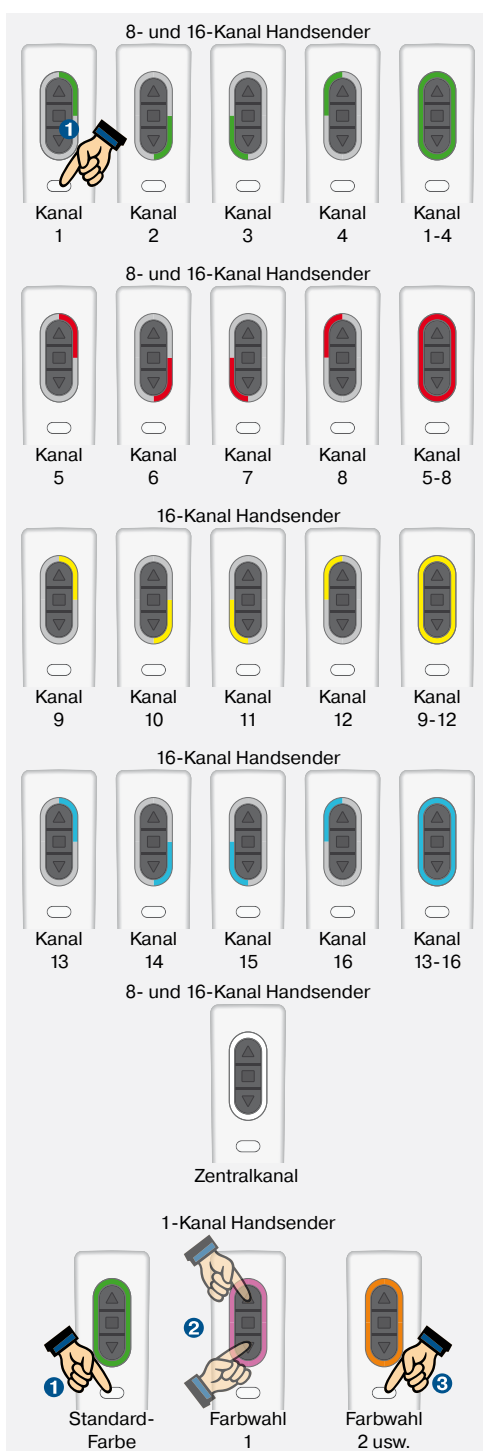 8- und 16-Kanal Handsender
1
Kanal Kanal Kanal Kanal Kanal
1 2 3 4 1-4
8- und 16-Kanal Handsender
Kanal Kanal Kanal Kanal Kanal
5 6 7 8 5-8
16-Kanal Handsender
Kanal Kanal Kanal Kanal Kanal
9 10 11 12 9-12
16-Kanal Handsender
Kanal Kanal Kanal Kanal Kanal
13 14 15 16 13-16
8- und 16-Kanal Handsender
Zentralkanal
1-Kanal Handsender
1 2 3
Standard- Farbwahl Farbwahl
Farbe 1 2 usw.